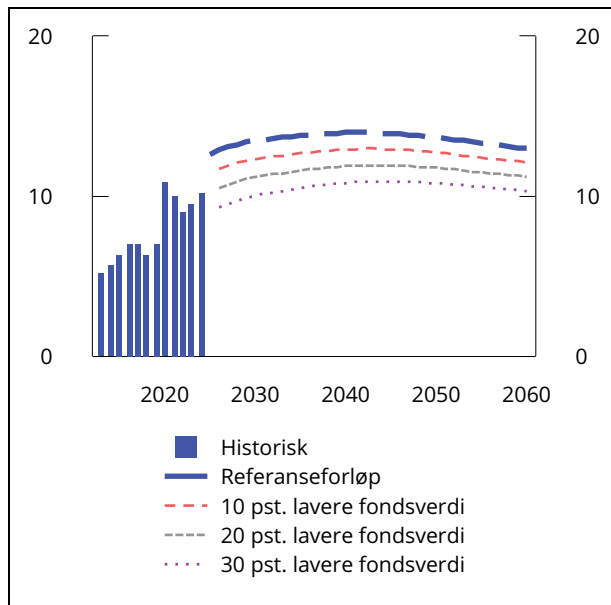 20 20
10 10
0 0
2020 2030 2040 2050 2060
Historisk
Referanseforløp
10 pst. lavere fondsverdi
20 pst. lavere fondsverdi
30 pst. lavere fondsverdi